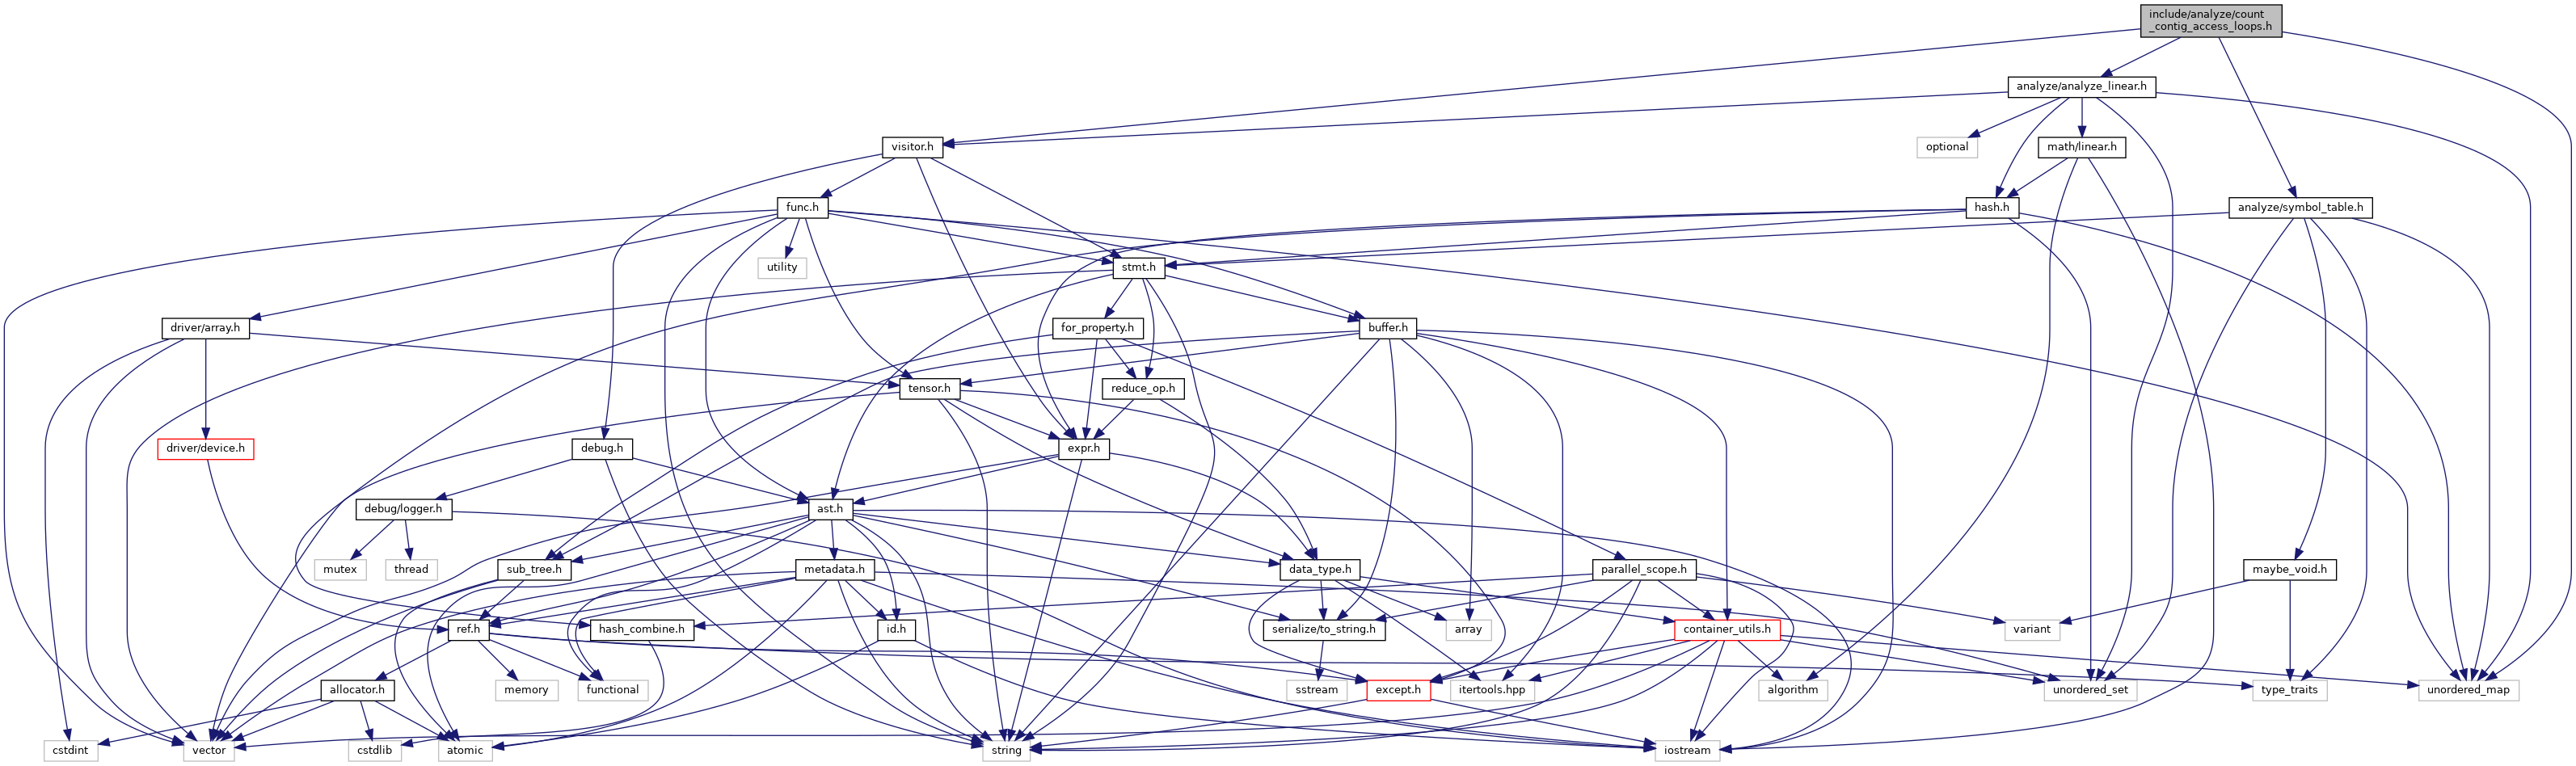 include/analyze/count
_contig_access_loops.h
analyze/analyze_linear.h
visitor.h
optional
math/linear.h
func.h
hash.h
analyze/symbol_table.h
utility
stmt.h
driver/array.h
for_property.h
buffer.h
tensor.h
reduce_op.h
driver/device.h
debug.h
expr.h
debug/logger.h
ast.h
mutex
thread
sub_tree.h
metadata.h
data_type.h
parallel_scope.h
maybe_void.h
ref.h
hash_combine.h
id.h
serialize/to_string.h
array
container_utils.h
variant
allocator.h
memory
functional
sstream
except.h
itertools.hpp
algorithm
unordered_set
type_traits
unordered_map
cstdint
vector
cstdlib
atomic
string
iostream